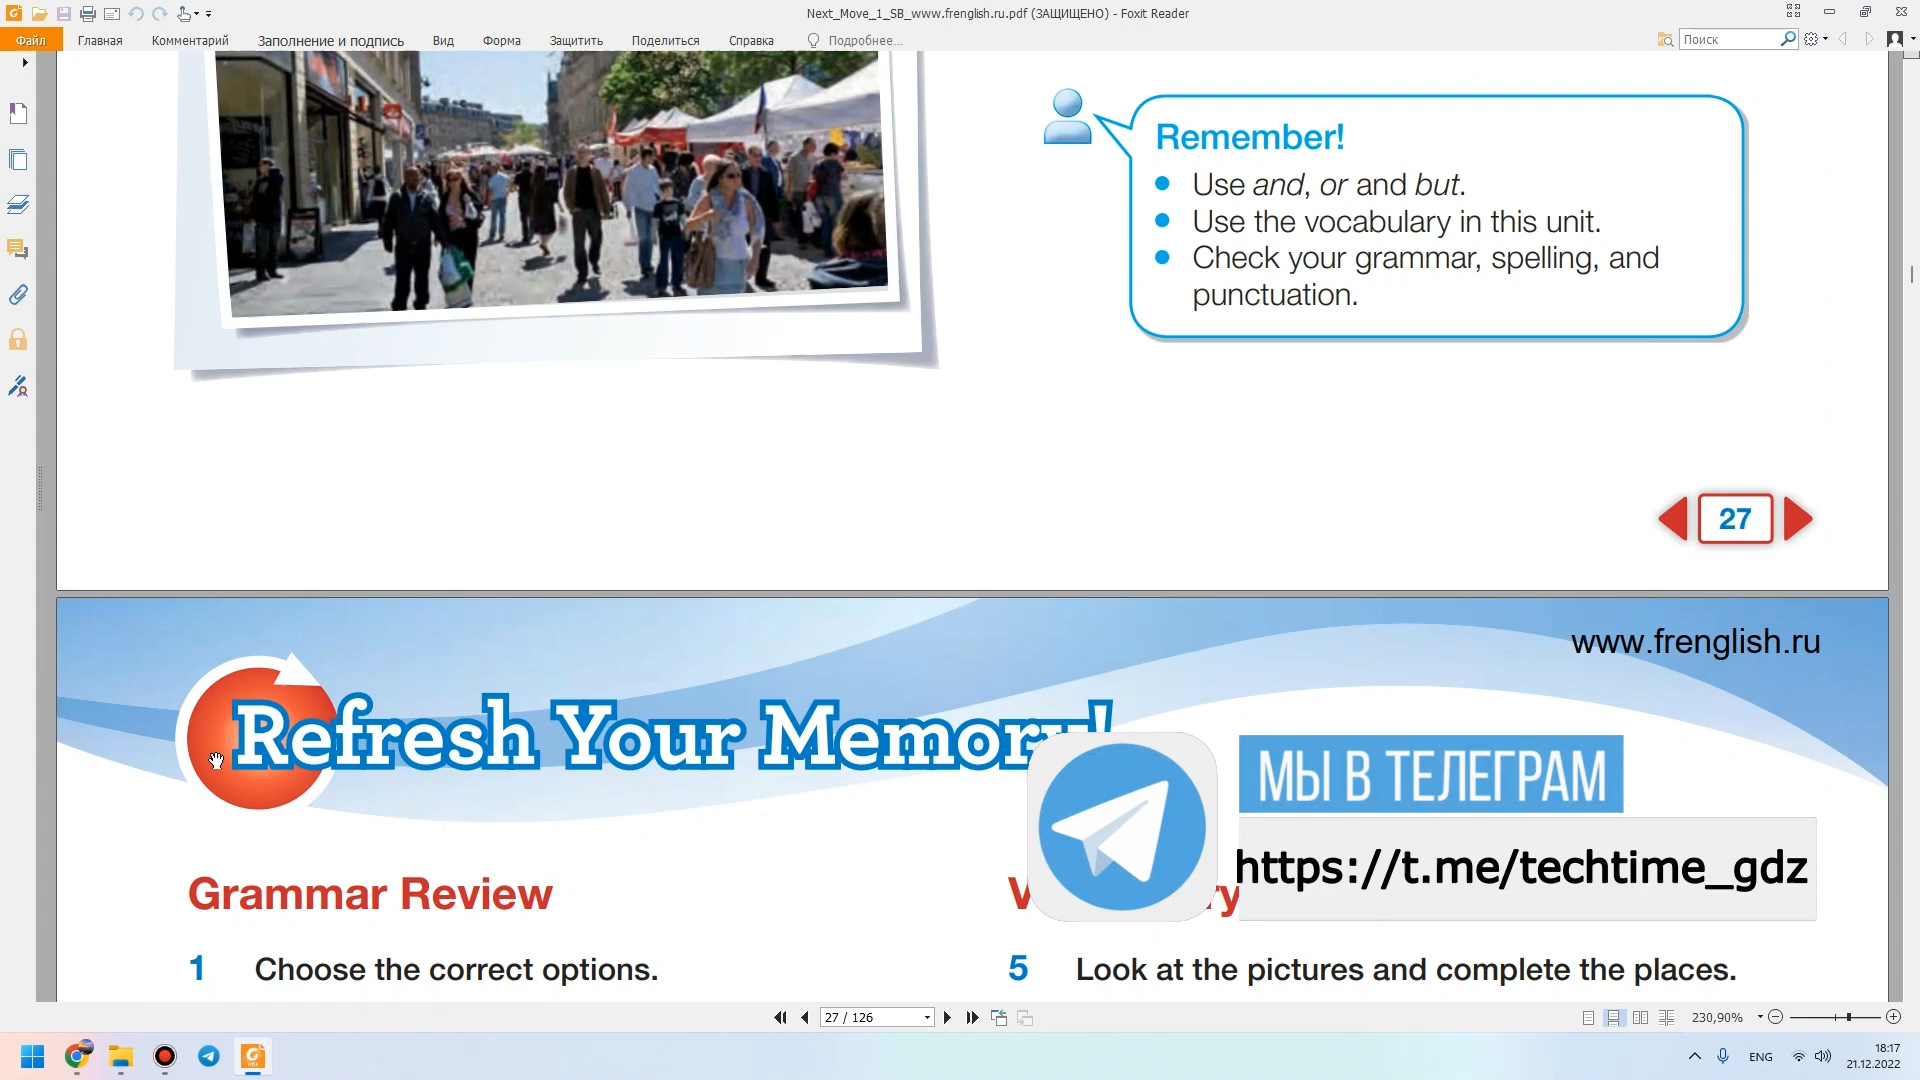 Next_Move_1_SB_www.frenglish.ru.pdf (ЗАЩИЩЕНО) - Foxit Reader
Файл Главная Комментарий Заполнение и подпись Вид Форма Защитить Поделиться Справка Подробнее... Поиск
Remember!
Use and, or and but.
Use the vocabulary in this unit.
Check your grammar, spelling, and
punctuation.
27
www.frenglish.ru
Refresh Your Memory!
МЫ В ТЕЛЕГРАМ
https://t.me/techtime_gdz
Grammar Review
1 Choose the correct options.
5 Look at the pictures and complete the places.
27 / 126
230,90%
ENG
18:17
21.12.2022